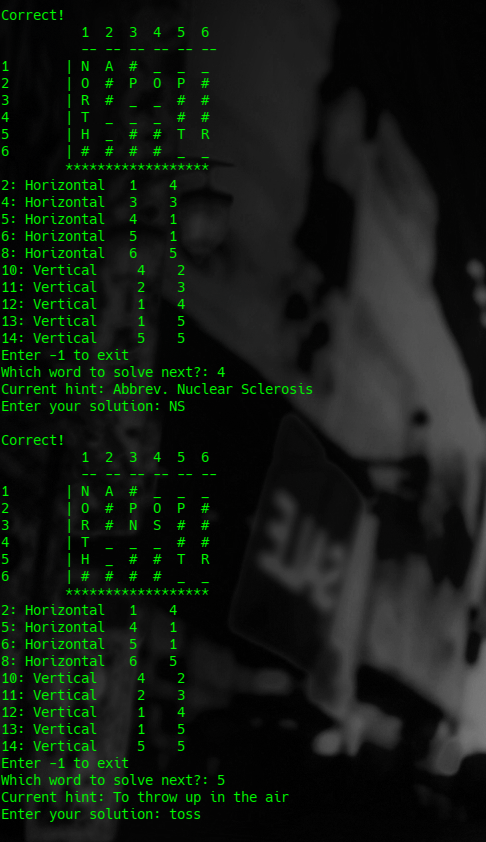 Correct!
1 2 3 4 5 6
-- -- -- -- -- --
1 | N A # _ _ _
2 | O # P O P #
3 | R # _ _ # #
4 | T _ _ _ # #
5 | H _ # # T R
6 | # # # # _ _
******************
2: Horizontal 1 4
4: Horizontal 3 3
5: Horizontal 4 1
6: Horizontal 5 1
8: Horizontal 6 5
10: Vertical 4 2
11: Vertical 2 3
12: Vertical 1 4
13: Vertical 1 5
14: Vertical 5 5
Enter -1 to exit
Which word to solve next?: 4
Current hint: Abbrev. Nuclear Sclerosis
Enter your solution: NS
Correct!
1 2 3 4 5 6
-- -- -- -- -- --
1 | N A # _ _ _
2 | O # P O P #
3 | R # N S # #
4 | T _ _ _ # #
5 | H _ # # T R
6 | # # # # _ _
******************
2: Horizontal 1 4
5: Horizontal 4 1
6: Horizontal 5 1
8: Horizontal 6 5
10: Vertical 4 2
11: Vertical 2 3
12: Vertical 1 4
13: Vertical 1 5
14: Vertical 5 5
Enter -1 to exit
Which word to solve next?: 5
Current hint: To throw up in the air
Enter your solution: toss